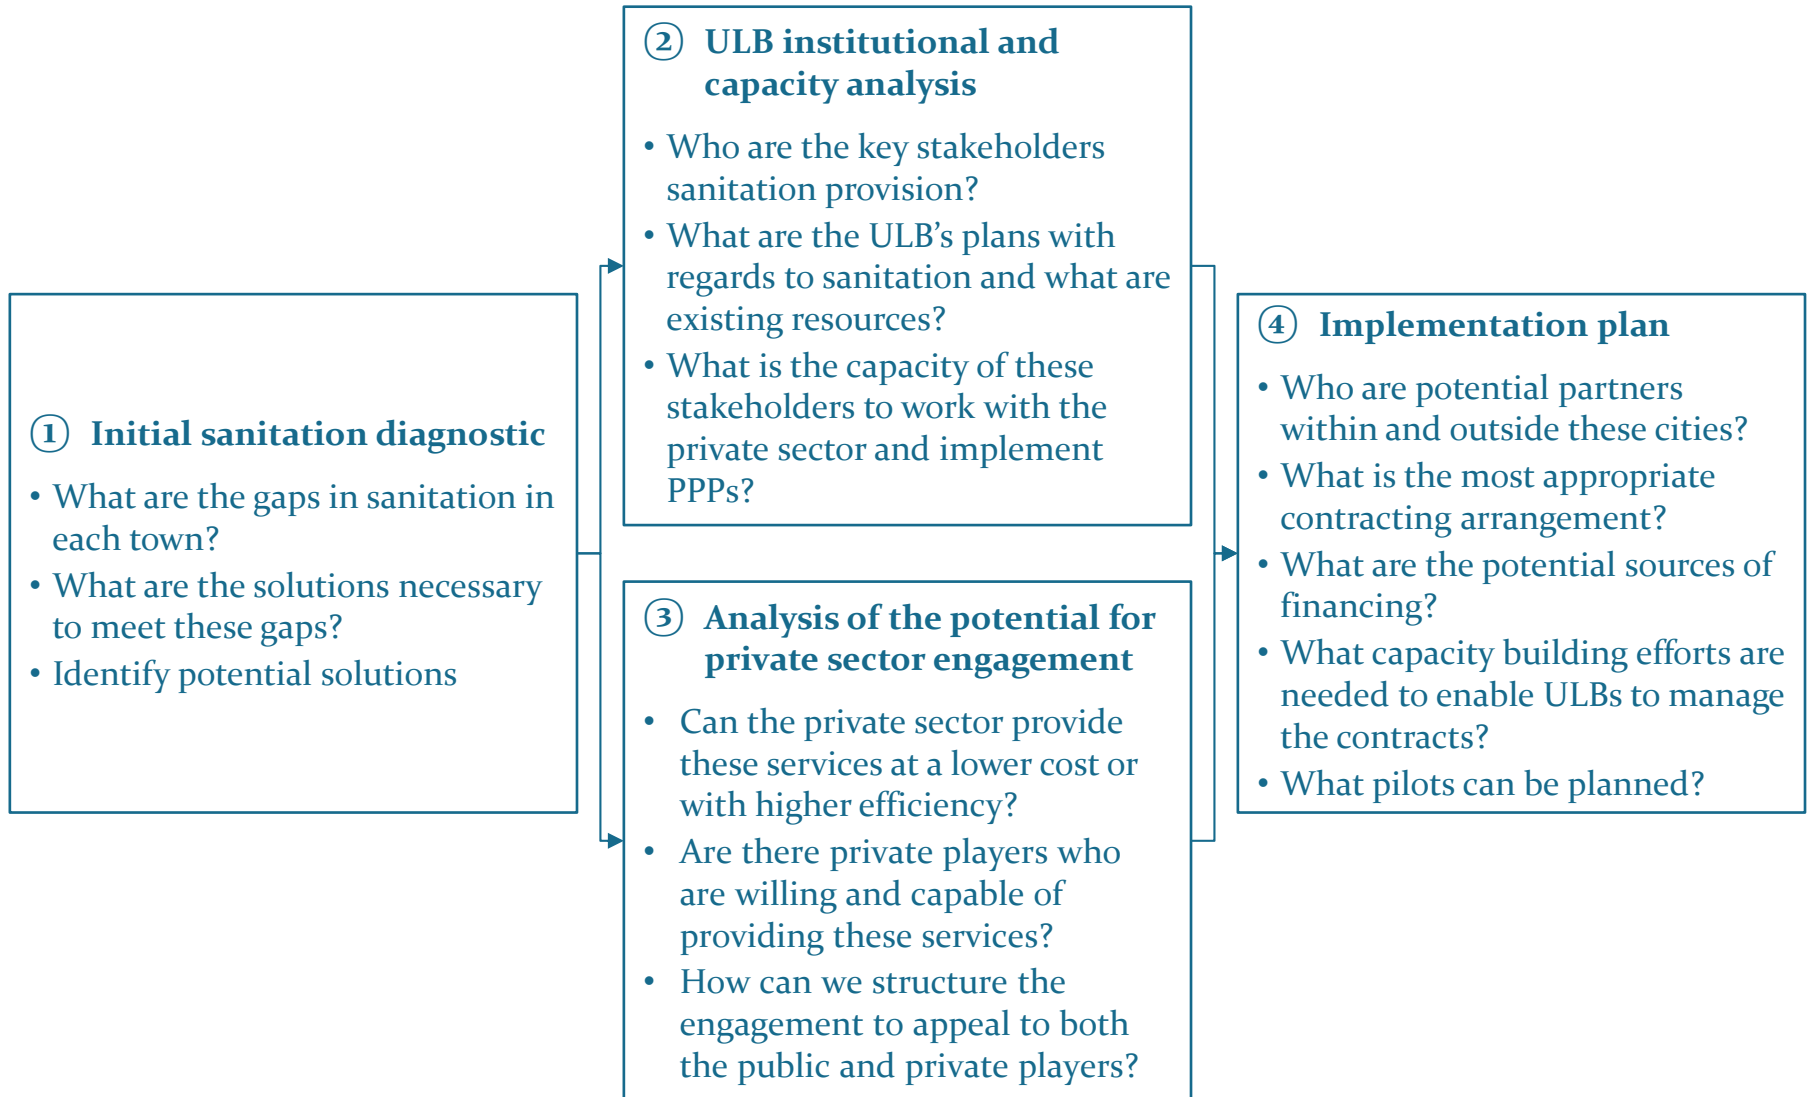 ① Initial sanitation diagnostic
• What are the gaps in sanitation in
each town?
• What are the solutions necessary
to meet these gaps?
• Identify potential solutions
② ULB institutional and
capacity analysis
• Who are the key stakeholders
sanitation provision?
• What are the ULB’s plans with
regards to sanitation and what are
existing resources?
• What is the capacity of these
stakeholders to work with the
private sector and implement
PPPs?
③ Analysis of the potential for
private sector engagement
• Can the private sector provide
these services at a lower cost or
with higher efficiency?
• Are there private players who
are willing and capable of
providing these services?
• How can we structure the
engagement to appeal to both
the public and private players?
④ Implementation plan
• Who are potential partners
within and outside these cities?
• What is the most appropriate
contracting arrangement?
• What are the potential sources of
financing?
• What capacity building efforts are
needed to enable ULBs to manage
the contracts?
• What pilots can be planned?